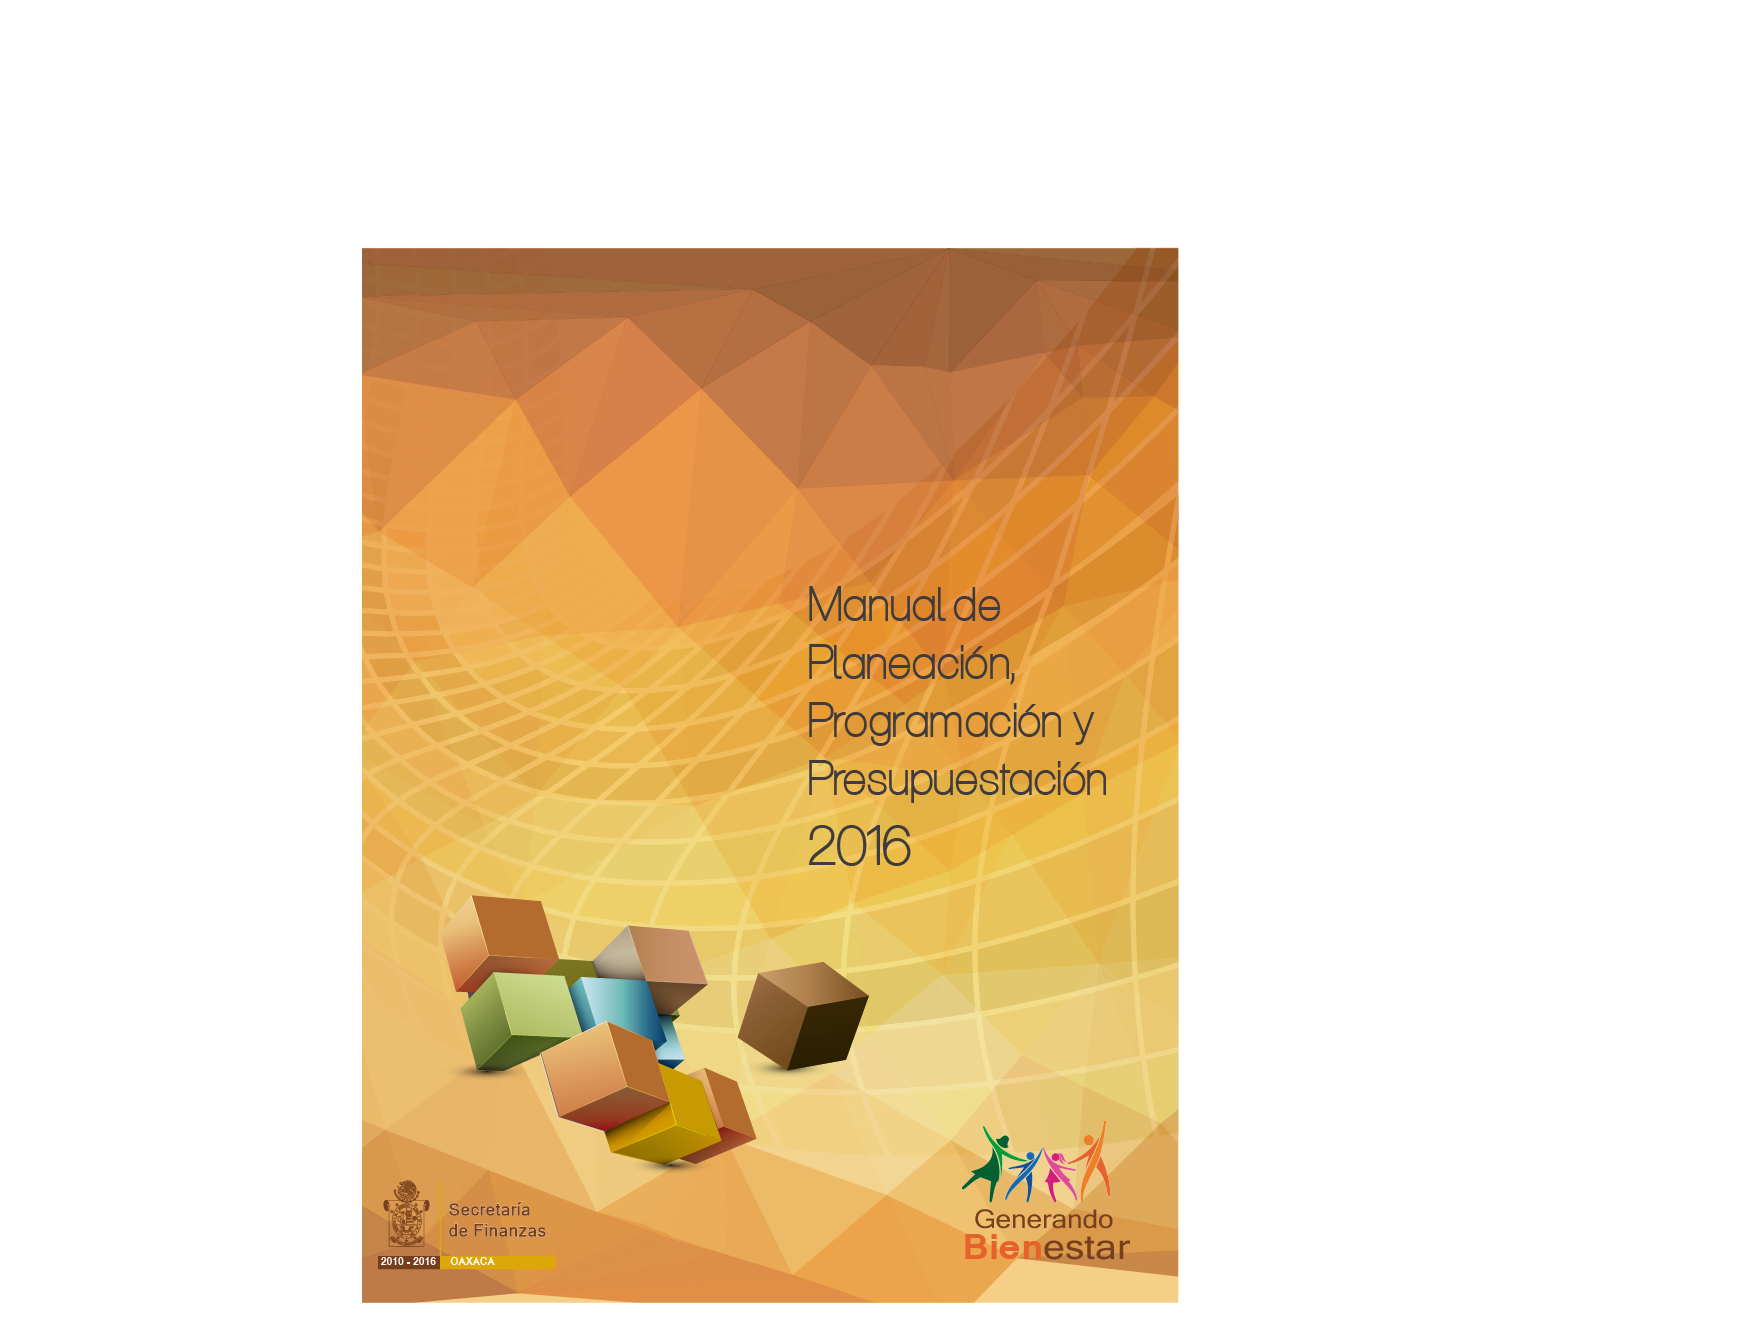 Manual de
Planeación,
Programación y
Presupuestación
2016
Secretaría
de Finanzas
2010 - 2016 OAXACA
Generando
Bienestar